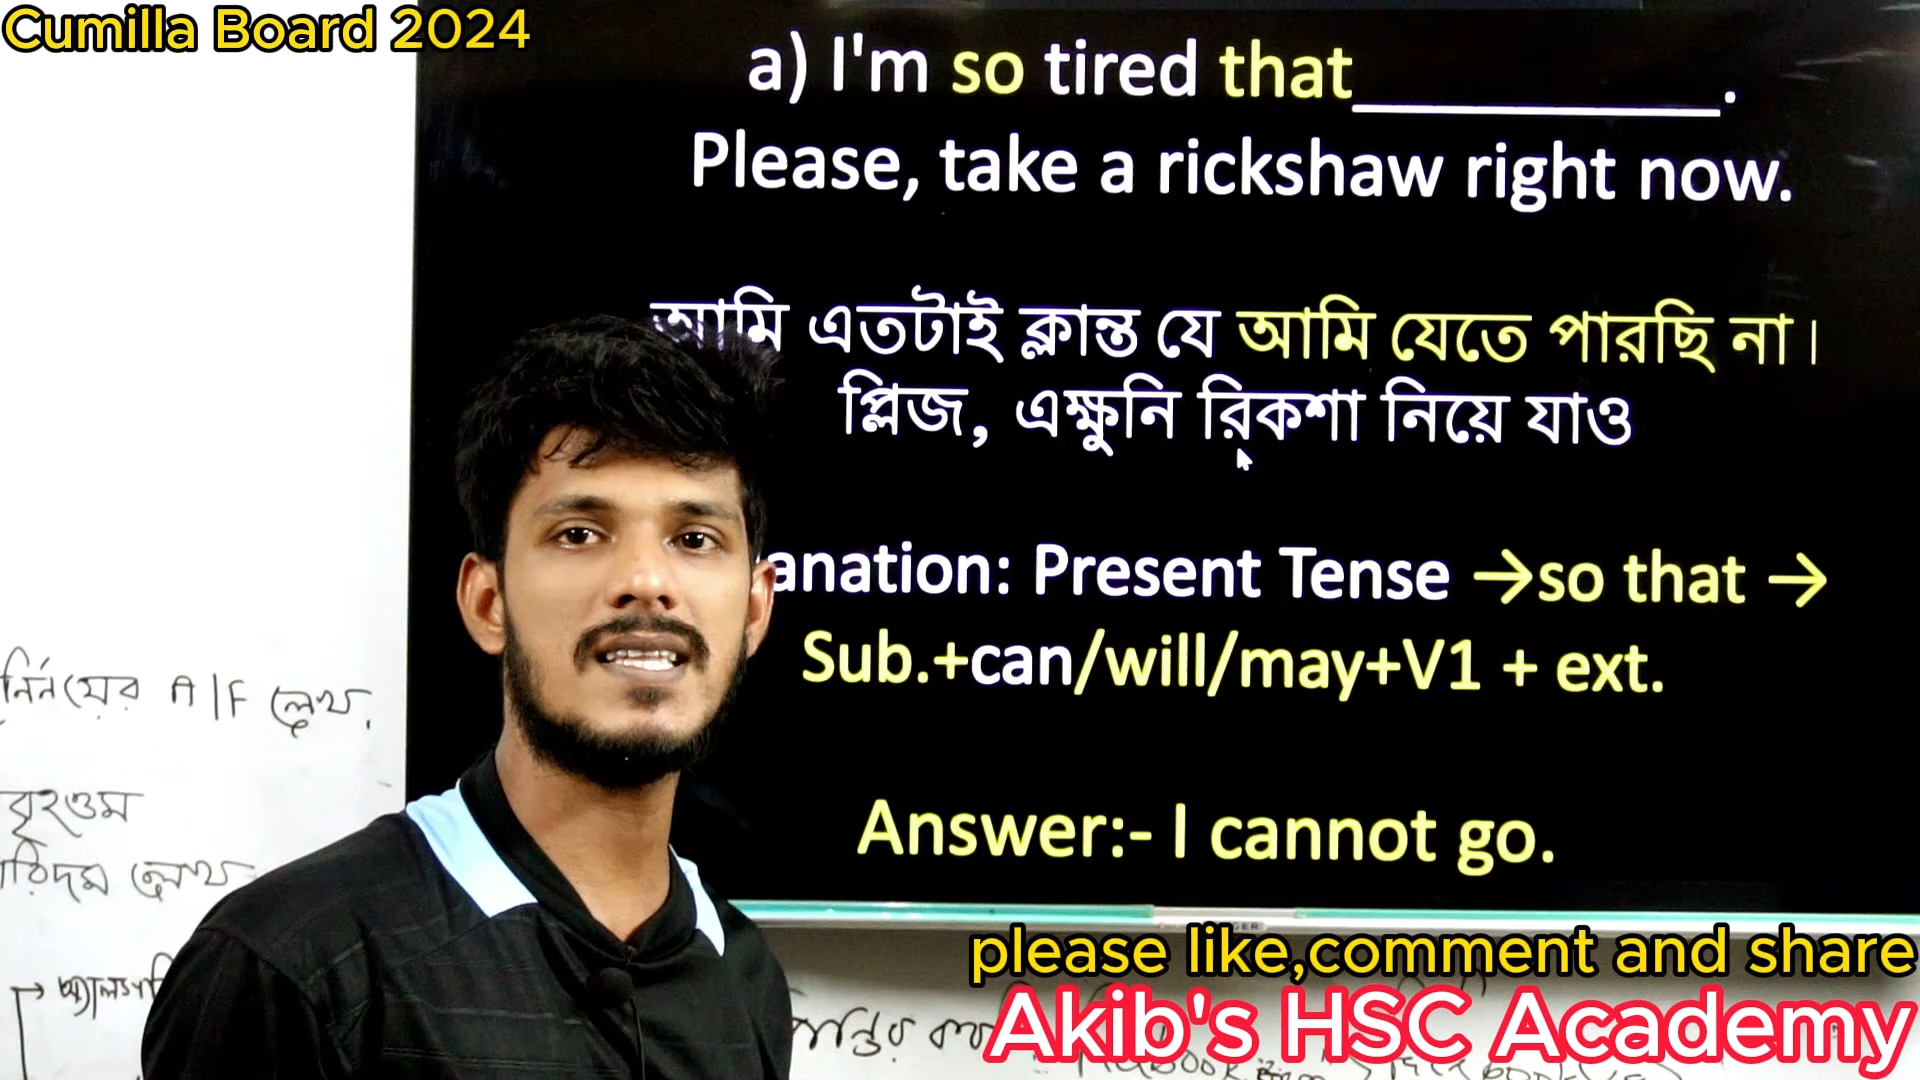 Cumilla Board 2024
a) I'm so tired that__________.
Please, take a rickshaw right now.
আমি এতটাই ক্লান্ত যে আমি যেতে পারছি না।
প্লিজ, এক্ষুনি রিকশা নিয়ে যাও
anation: Present Tense →so that →
Sub.+can/will/may+V1 + ext.
Answer:- I cannot go.
A/F লেখ.
লেখ
please like,comment and share
Akib's HSC Academy